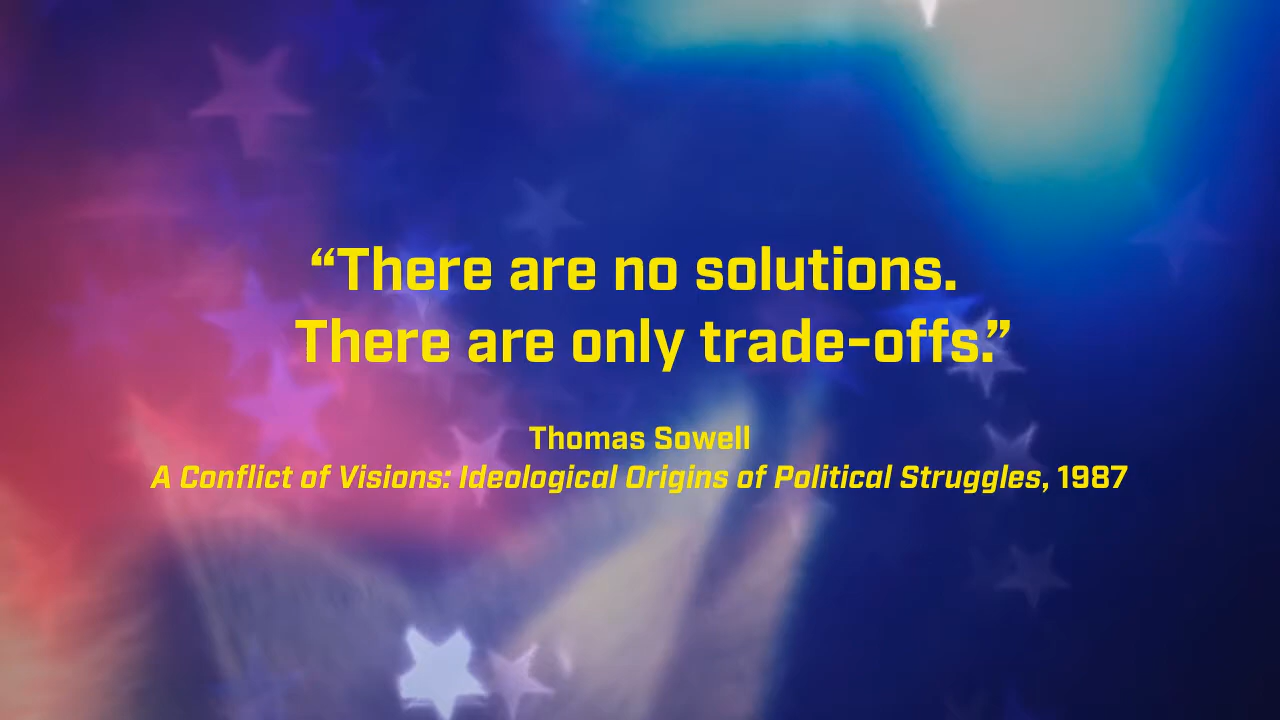 “There are no solutions.
There are only trade-offs.”
Thomas Sowell
A Conflict of Visions: Ideological Origins of Political Struggles, 1987